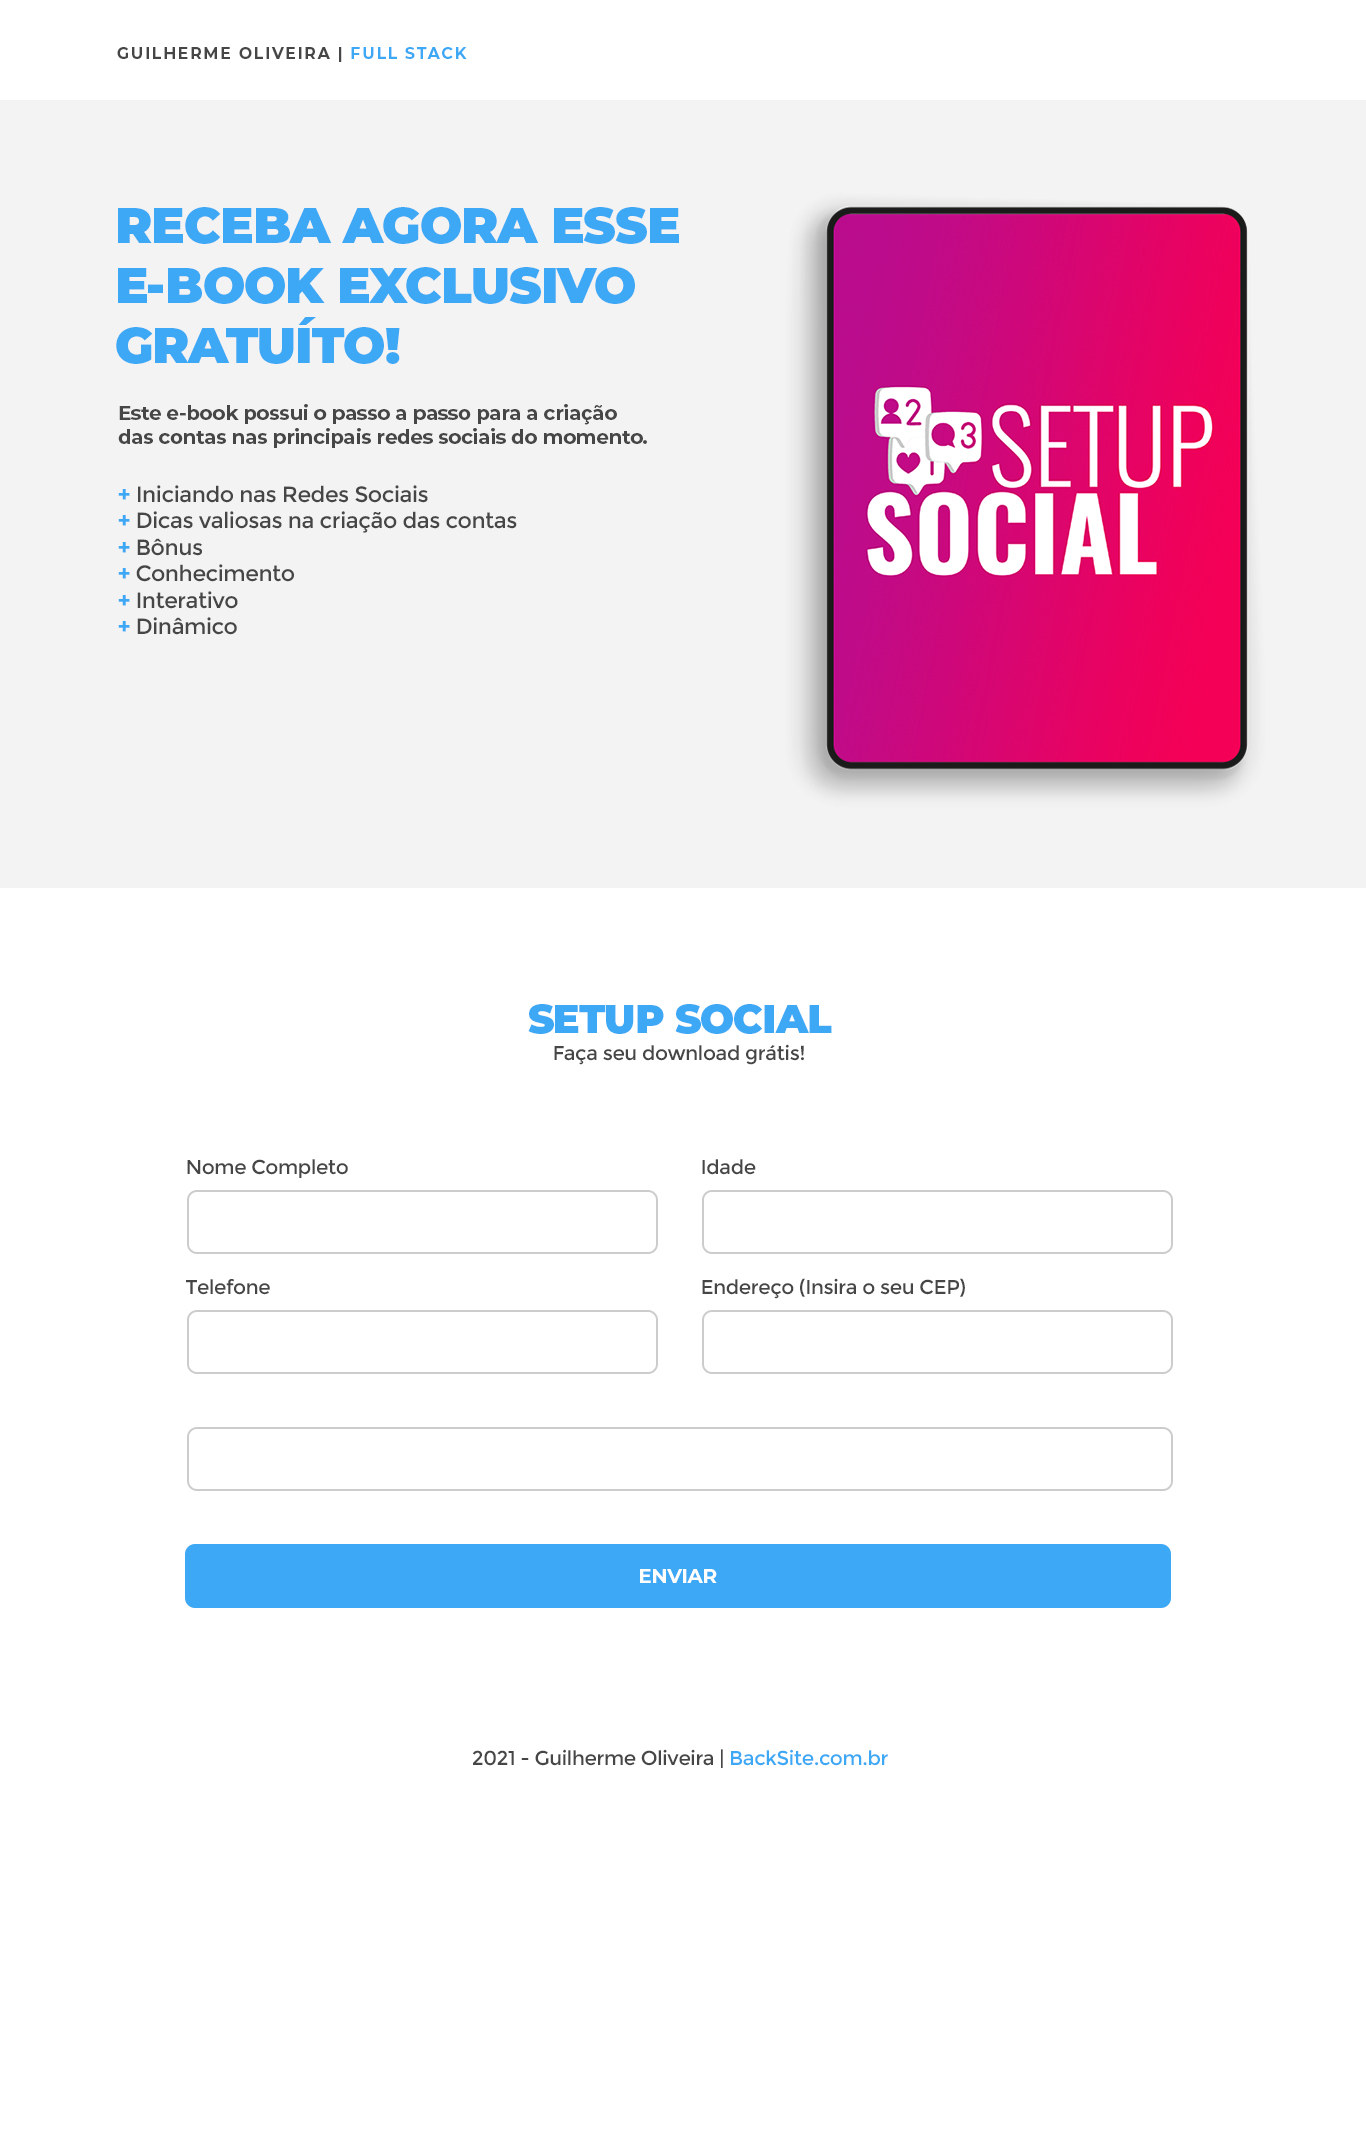 GUILHERME OLIVEIRA | FULL STACK
RECEBA AGORA ESSE
E-BOOK EXCLUSIVO
GRATUÍTO!
Este e-book possui o passo a passo para a criação
das contas nas principais redes sociais do momento.
+ Iniciando nas Redes Sociais
+ Dicas valiosas na criação das contas
+ Bônus
+ Conhecimento
+ Interativo
+ Dinâmico
2
3
1
SETUP
SOCIAL
SETUP SOCIAL
Faça seu download grátis!
Nome Completo
Idade
Telefone
Endereço (Insira o seu CEP)
ENVIAR
2021 - Guilherme Oliveira | BackSite.com.br